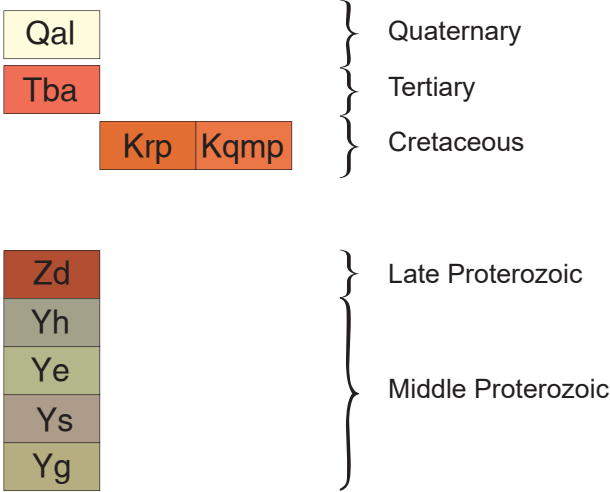 Qal Quaternary
Tba Tertiary
Krp Kqmp Cretaceous
Zd Late Proterozoic
Yh
Ye
Middle Proterozoic
Ys
Yg